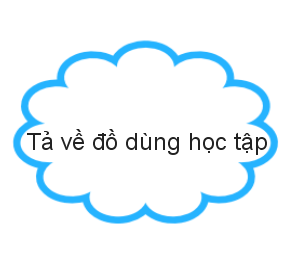 Tả về đồ dùng học tập